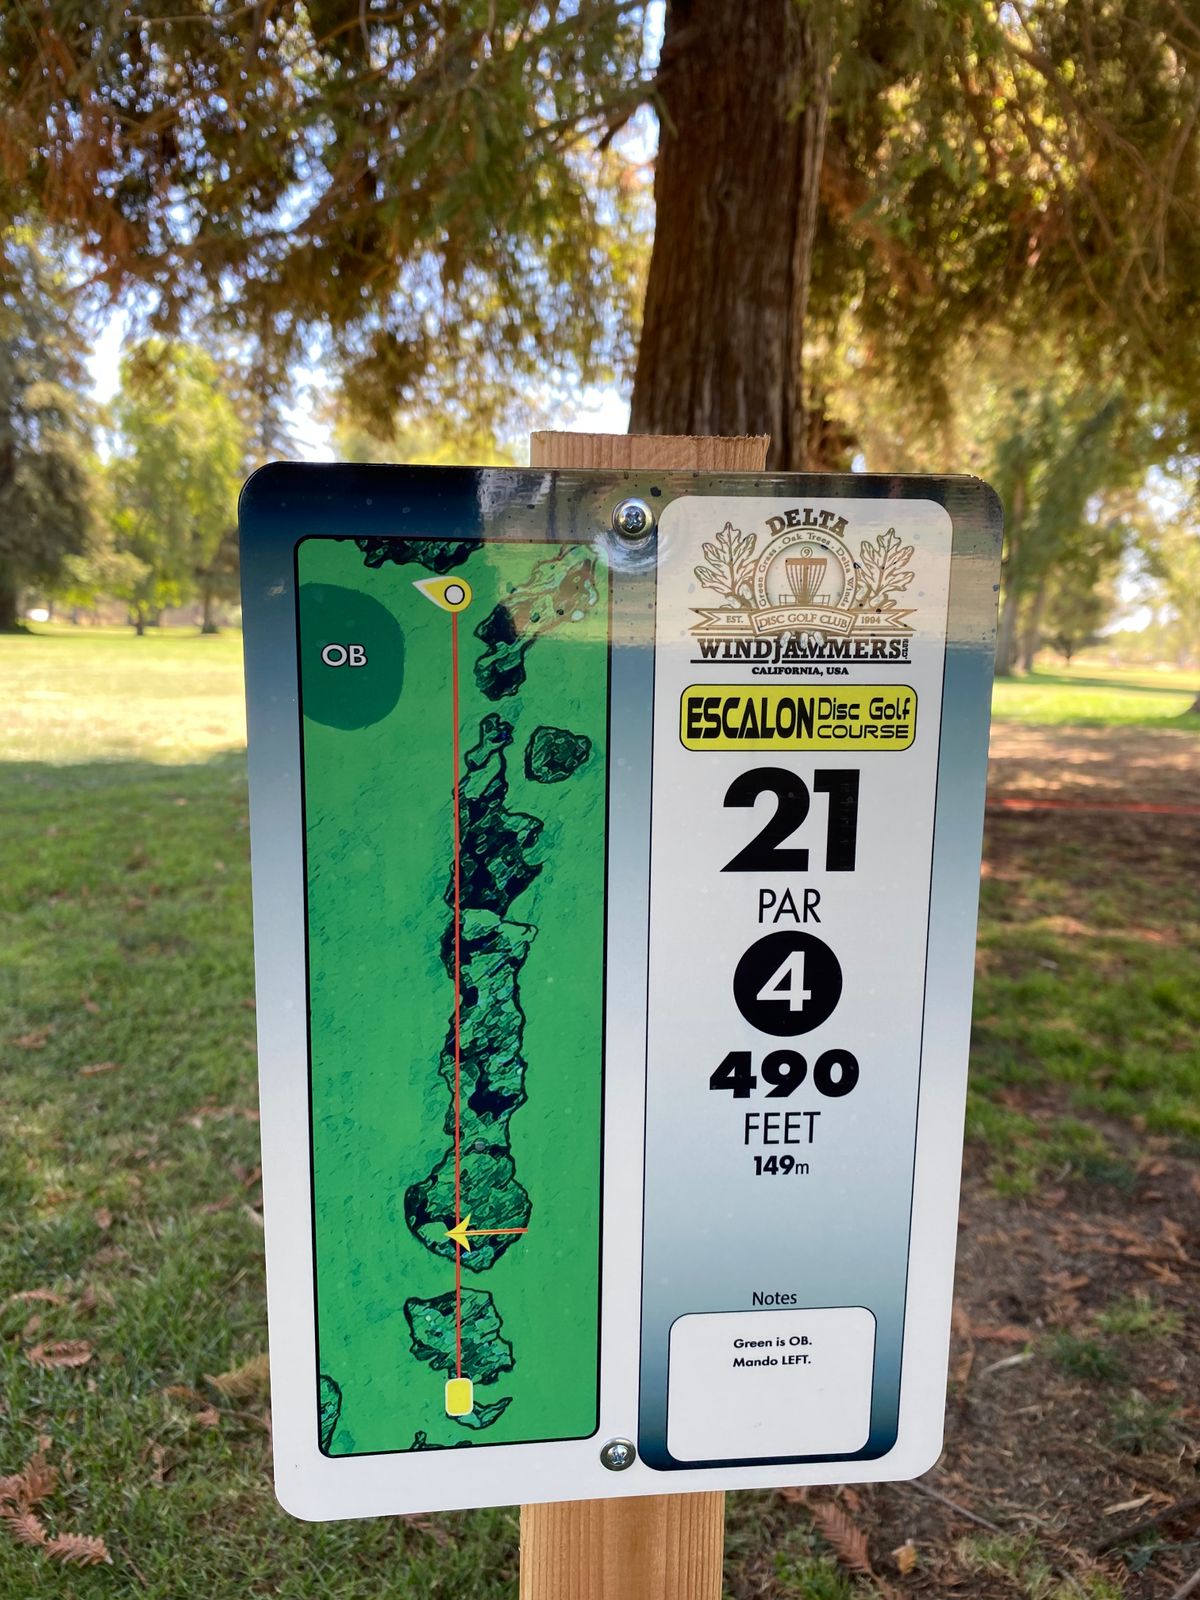 OB
DELTA
Green Grass . Oak Trees . Delta Winds
EST. DISC GOLF CLUB 1994
WINDJAMMERS
CALIFORNIA, USA
ESCALON Disc Golf
COURSE
21
PAR
4
490
FEET
149m
Notes
Green is OB.
Mando LEFT.